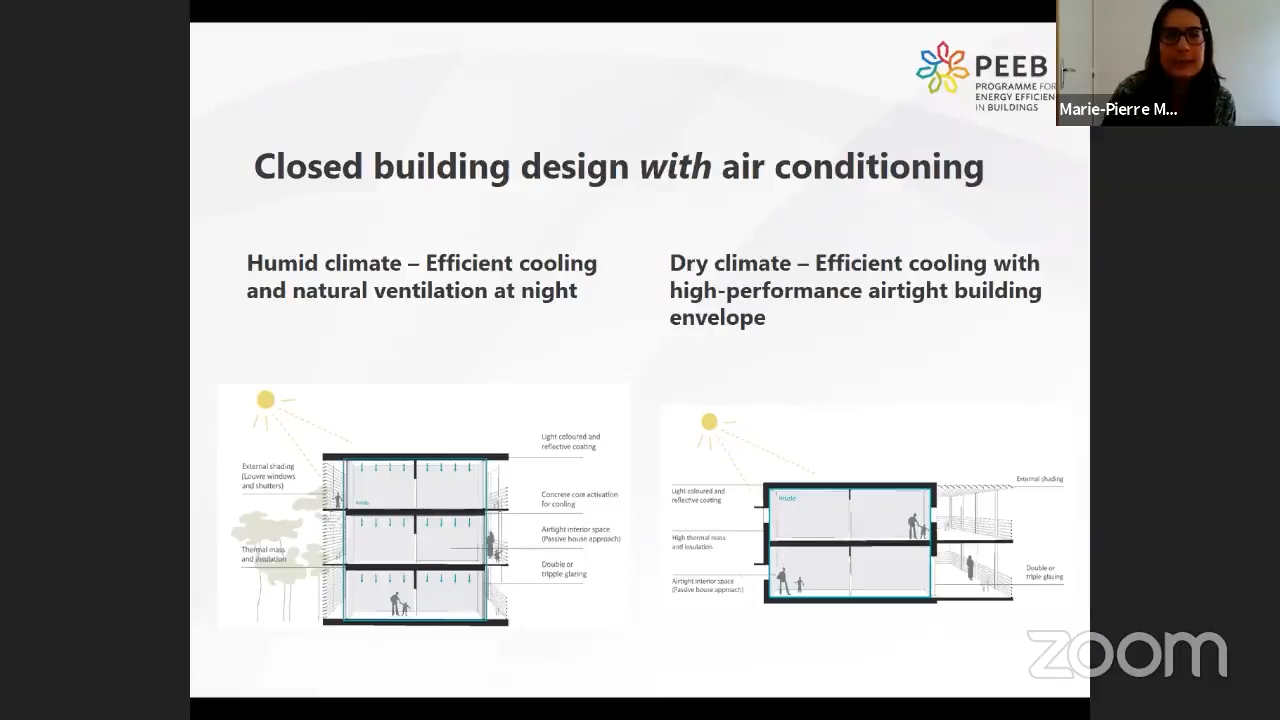 PEEB
PROGRAMME FOR
ENERGY EFFICIEN
IN BUILDINGS
Marie-Pierre M...
Closed building design with air conditioning
Humid climate – Efficient cooling
and natural ventilation at night
Light coloured and
reflective coating
External shading
(Louvre windows
and shutters)
Inside
Concrete core activation
for cooling
Airtight interior space
(Passive house approach)
Thermal mass
and insulation
Double or
tripple glazing
Dry climate – Efficient cooling with
high-performance airtight building
envelope
Light coloured and
reflective coating
Inside
External shading
High thermal mass
and insulation
Airtight interior space
(Passive house approach)
Double or
triple glazing
zoom